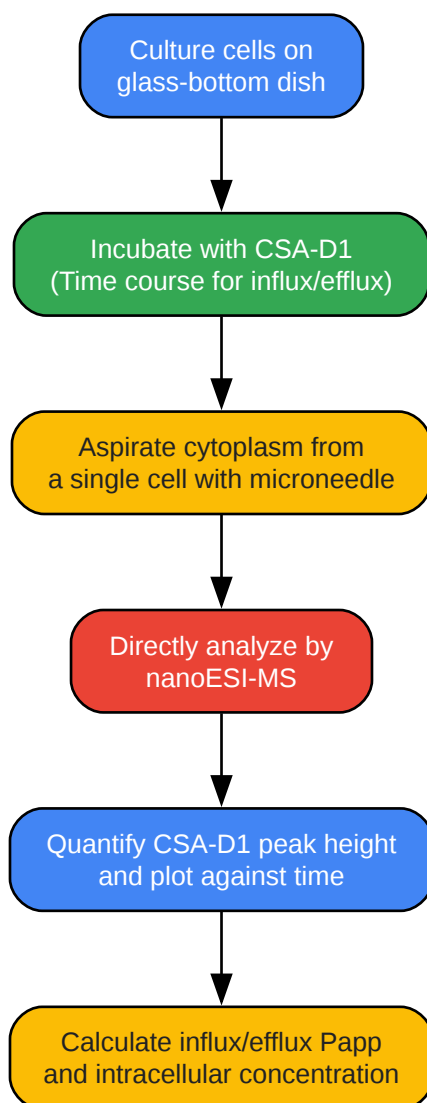 Culture cells on
glass-bottom dish
Incubate with CSA-D1
(Time course for influx/efflux)
Aspirate cytoplasm from
a single cell with microneedle
Directly analyze by
nanoESI-MS
Quantify CSA-D1 peak height
and plot against time
Calculate influx/efflux Papp
and intracellular concentration